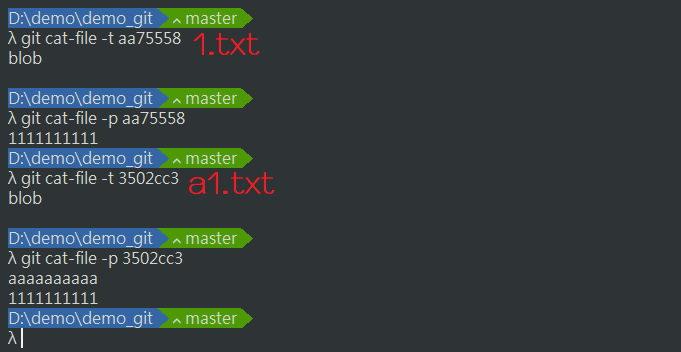 D:\demo\demo_git ^ master
λ git cat-file -t aa75558 1.txt
blob
D:\demo\demo_git ^ master
λ git cat-file -p aa75558
1111111111
D:\demo\demo_git ^ master
λ git cat-file -t 3502cc3 a1.txt
blob
D:\demo\demo_git ^ master
λ git cat-file -p 3502cc3
aaaaaaaaaa
1111111111
D:\demo\demo_git ^ master
λ